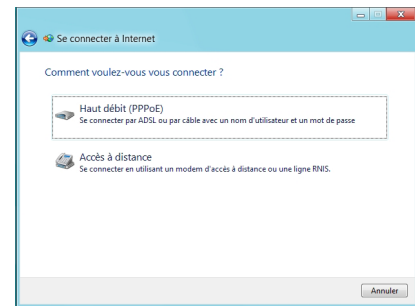 Se connecter à Internet
Comment voulez-vous vous connecter ?
Haut débit (PPPoE)
Se connecter par ADSL ou par câble avec un nom d'utilisateur et un mot de passe
Accès à distance
Se connecter en utilisant un modem d'accès à distance ou une ligne RNIS.
Annuler